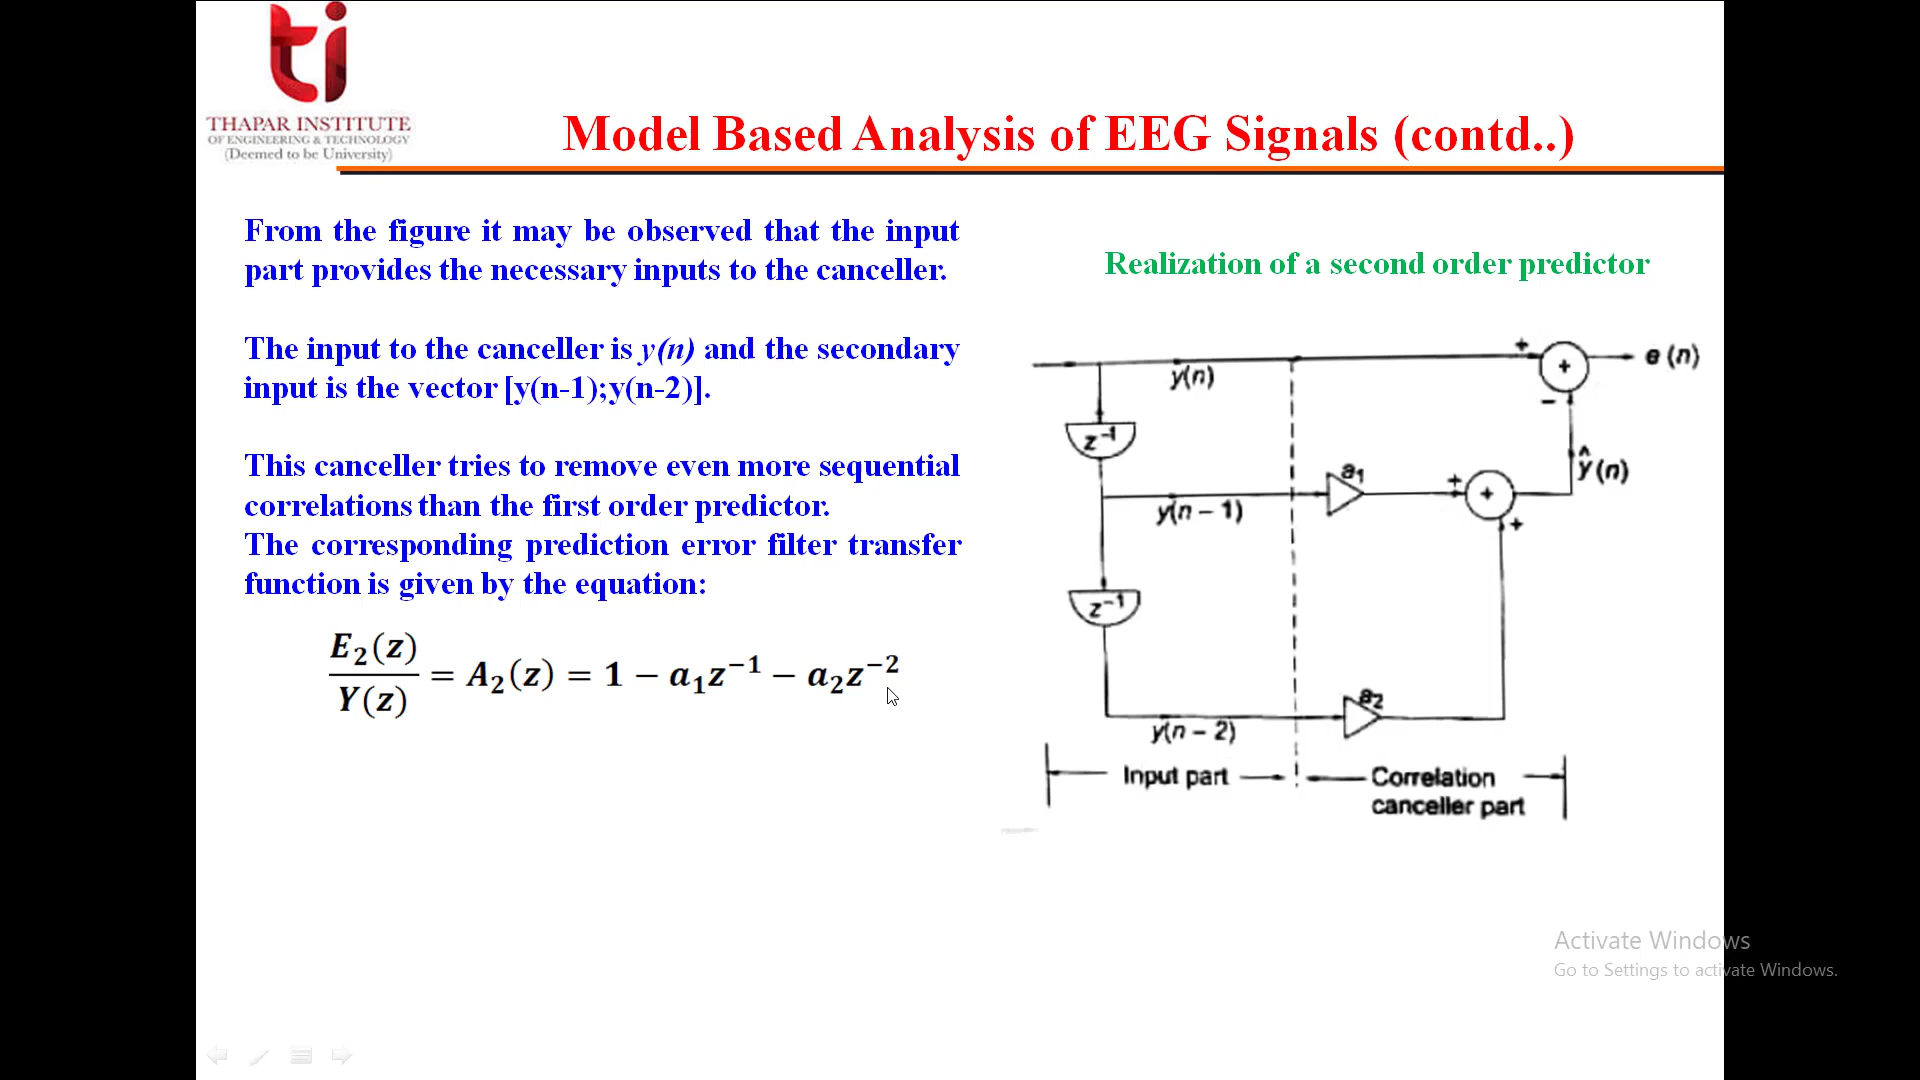 ti
THAPAR INSTITUTE
OF ENGINEERING & TECHNOLOGY
(Deemed to be University)
Model Based Analysis of EEG Signals (contd..)
From the figure it may be observed that the input
part provides the necessary inputs to the canceller.
The input to the canceller is y(n) and the secondary
input is the vector [y(n-1);y(n-2)].
This canceller tries to remove even more sequential
correlations than the first order predictor.
The corresponding prediction error filter transfer
function is given by the equation:
E₂(z)/Y(z) = A₂(z) = 1 − a₁z⁻¹ − a₂z⁻²
Realization of a second order predictor
+
+
e (n)
y(n)
−
z⁻¹
a₁
+
+
ŷ (n)
y(n − 1)
+
z⁻¹
a₂
y(n − 2)
Input part
Correlation
canceller part
Activate Windows
Go to Settings to activate Windows.